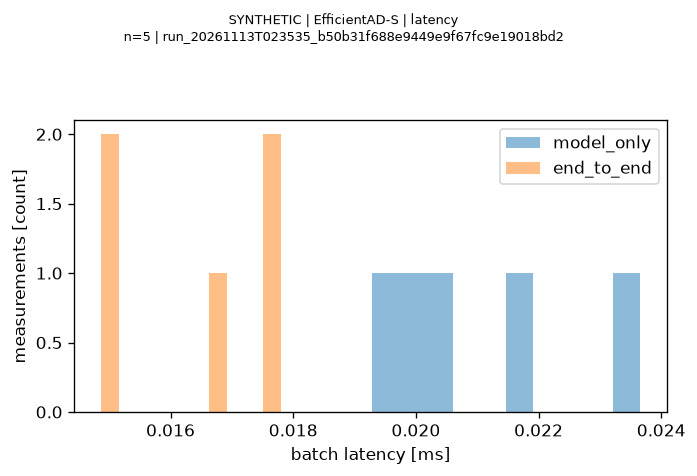 SYNTHETIC | EfficientAD-S | latency
n=5 | run_20261113T023535_b50b31f688e9449e9f67fc9e19018bd2
model_only
end_to_end
measurements [count]
2.0
1.5
1.0
0.5
0.0
0.016
0.018
0.020
0.022
0.024
batch latency [ms]